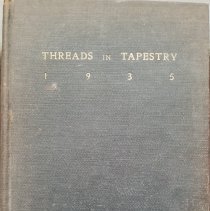 THREADS IN TAPESTRY
1 9 3 5